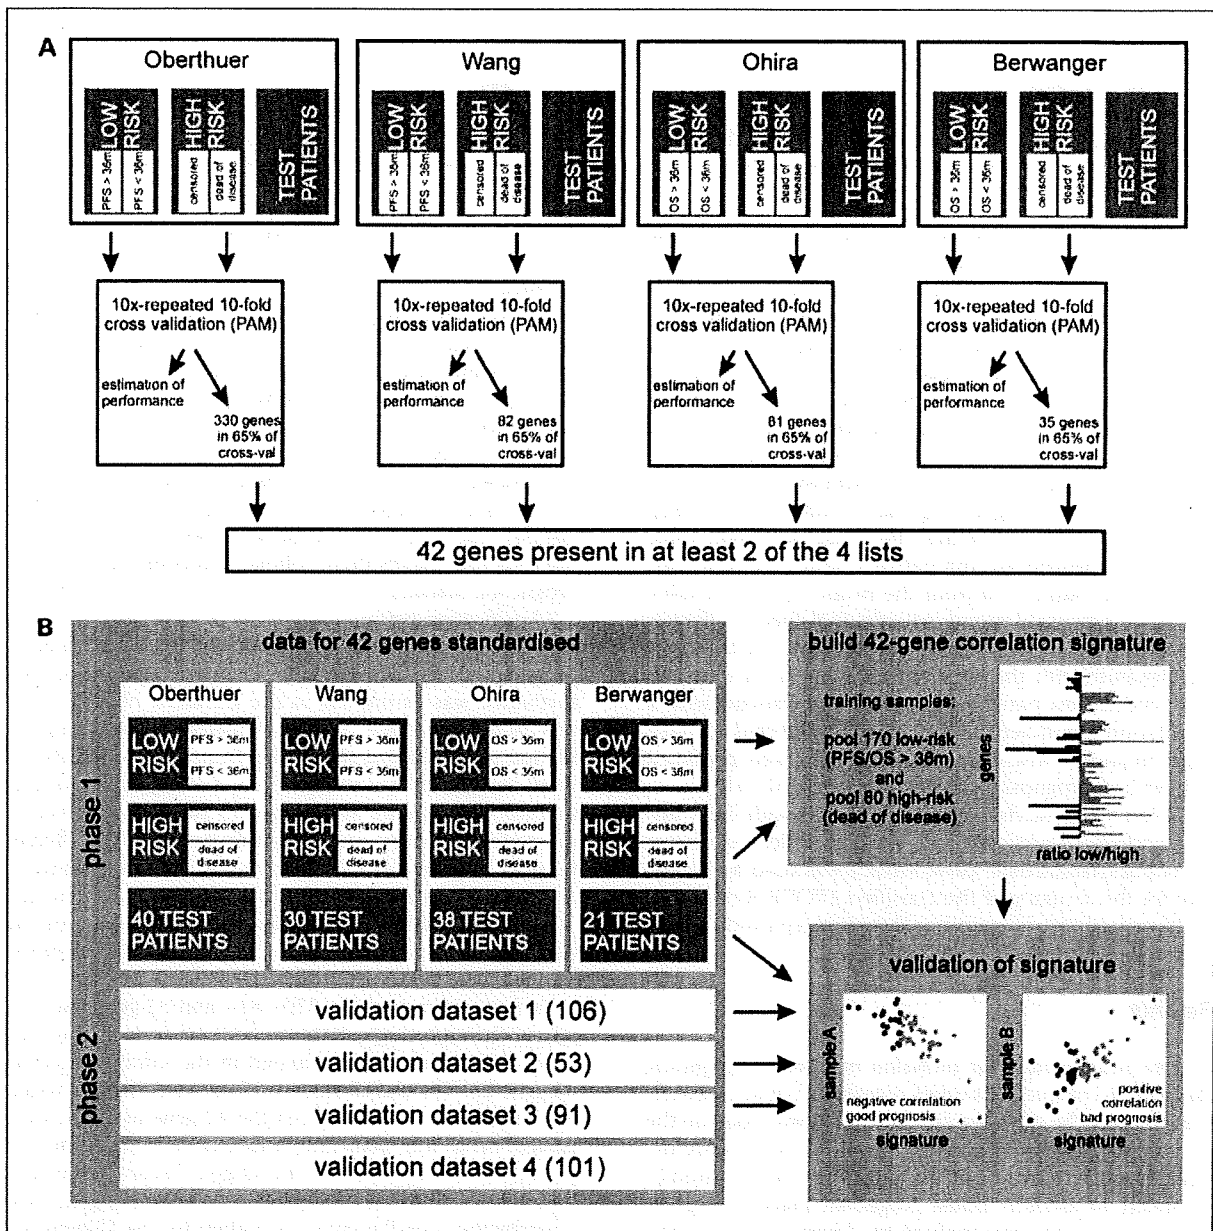 A
Oberthuer
LOW RISK
PFS > 36m
PFS < 36m
HIGH RISK
censored
dead of disease
TEST PATIENTS
Wang
LOW RISK
PFS > 36m
PFS < 36m
HIGH RISK
censored
dead of disease
TEST PATIENTS
Ohira
LOW RISK
OS > 36m
OS < 36m
HIGH RISK
censored
dead of disease
TEST PATIENTS
Berwanger
LOW RISK
OS > 36m
OS < 36m
HIGH RISK
censored
dead of disease
TEST PATIENTS
10x-repeated 10-fold
cross validation (PAM)
estimation of
performance
330 genes
in 65% of
cross-val
10x-repeated 10-fold
cross validation (PAM)
estimation of
performance
82 genes
in 65% of
cross-val
10x-repeated 10-fold
cross validation (PAM)
estimation of
performance
81 genes
in 65% of
cross-val
10x-repeated 10-fold
cross validation (PAM)
estimation of
performance
35 genes
in 65% of
cross-val
42 genes present in at least 2 of the 4 lists
B
data for 42 genes standardised
phase 1
Oberthuer
LOW
RISK
PFS > 36m
PFS < 36m
HIGH
RISK
censored
dead of
disease
40 TEST
PATIENTS
Wang
LOW
RISK
PFS > 36m
PFS < 36m
HIGH
RISK
censored
dead of
disease
30 TEST
PATIENTS
Ohira
LOW
RISK
OS > 36m
OS < 36m
HIGH
RISK
censored
dead of
disease
38 TEST
PATIENTS
Berwanger
LOW
RISK
OS > 36m
OS < 36m
HIGH
RISK
censored
dead of
disease
21 TEST
PATIENTS
phase 2
validation dataset 1 (106)
validation dataset 2 (53)
validation dataset 3 (91)
validation dataset 4 (101)
build 42-gene correlation signature
training samples:
pool 170 low-risk
(PFS/OS > 36m)
and
pool 80 high-risk
(dead of disease)
genes
ratio low/high
validation of signature
sample A
negative correlation
good prognosis
signature
sample B
positive
correlation
bad prognosis
signature